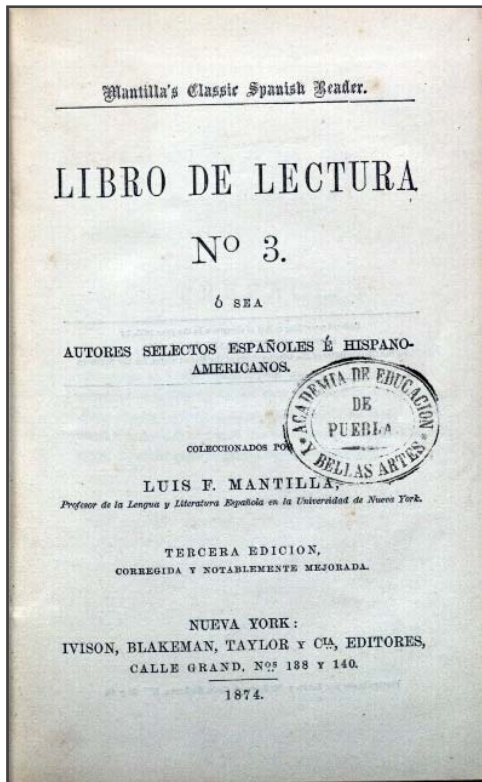 Mantilla's Classic Spanish Reader.
LIBRO DE LECTURA
Nº 3.
ó SEA
AUTORES SELECTOS ESPAÑOLES É HISPANO-
AMERICANOS.
ACADEMIA DE EDUCACION
DE
PUEBLA
Y BELLAS ARTES
COLECCIONADOS POR
LUIS F. MANTILLA,
Profesor de la Lengua y Literatura Española en la Universidad de Nueva York.
TERCERA EDICION,
CORREGIDA Y NOTABLEMENTE MEJORADA.
NUEVA YORK:
IVISON, BLAKEMAN, TAYLOR Y CIA, EDITORES,
CALLE GRAND, NOS 138 Y 140.
1874.